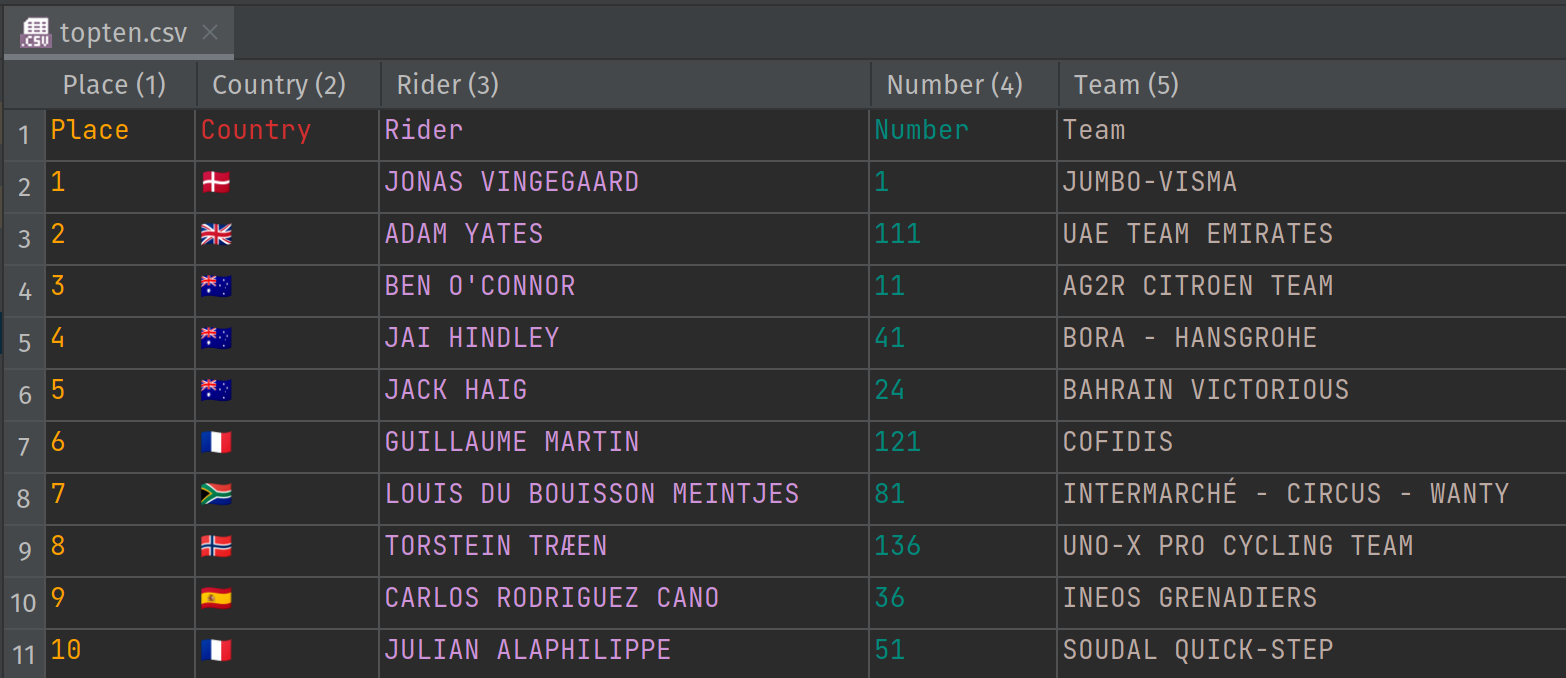 .CSV topten.csv ×
Place (1) Country (2) Rider (3) Number (4) Team (5)
1 Place Country Rider Number Team
2 1 🇩🇰 JONAS VINGEGAARD 1 JUMBO-VISMA
3 2 🇬🇧 ADAM YATES 111 UAE TEAM EMIRATES
4 3 🇦🇺 BEN O'CONNOR 11 AG2R CITROEN TEAM
5 4 🇦🇺 JAI HINDLEY 41 BORA - HANSGROHE
6 5 🇦🇺 JACK HAIG 24 BAHRAIN VICTORIOUS
7 6 🇫🇷 GUILLAUME MARTIN 121 COFIDIS
8 7 🇿🇦 LOUIS DU BOUISSON MEINTJES 81 INTERMARCHÉ - CIRCUS - WANTY
9 8 🇳🇴 TORSTEIN TRÆEN 136 UNO-X PRO CYCLING TEAM
10 9 🇪🇸 CARLOS RODRIGUEZ CANO 36 INEOS GRENADIERS
11 10 🇫🇷 JULIAN ALAPHILIPPE 51 SOUDAL QUICK-STEP